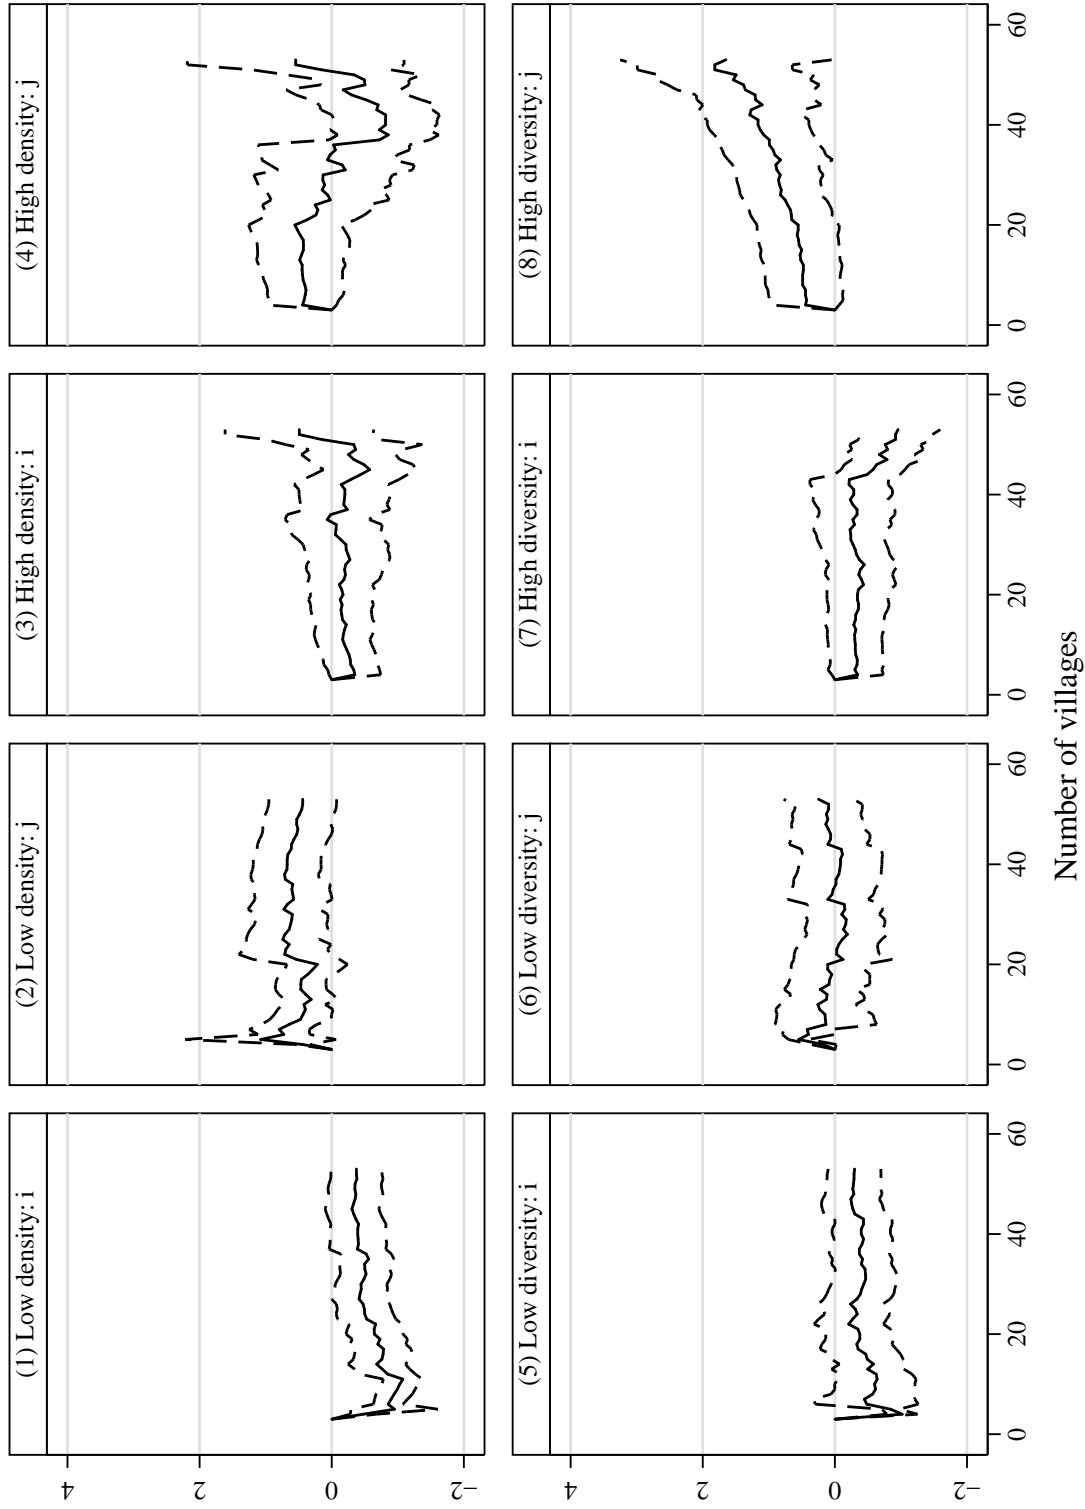 (1) Low density: i
(2) Low density: j
(3) High density: i
(4) High density: j
4
2
0
−2
(5) Low diversity: i
(6) Low diversity: j
(7) High diversity: i
(8) High diversity: j
4
2
0
−2
0 20 40 60
0 20 40 60
0 20 40 60
0 20 40 60
Number of villages